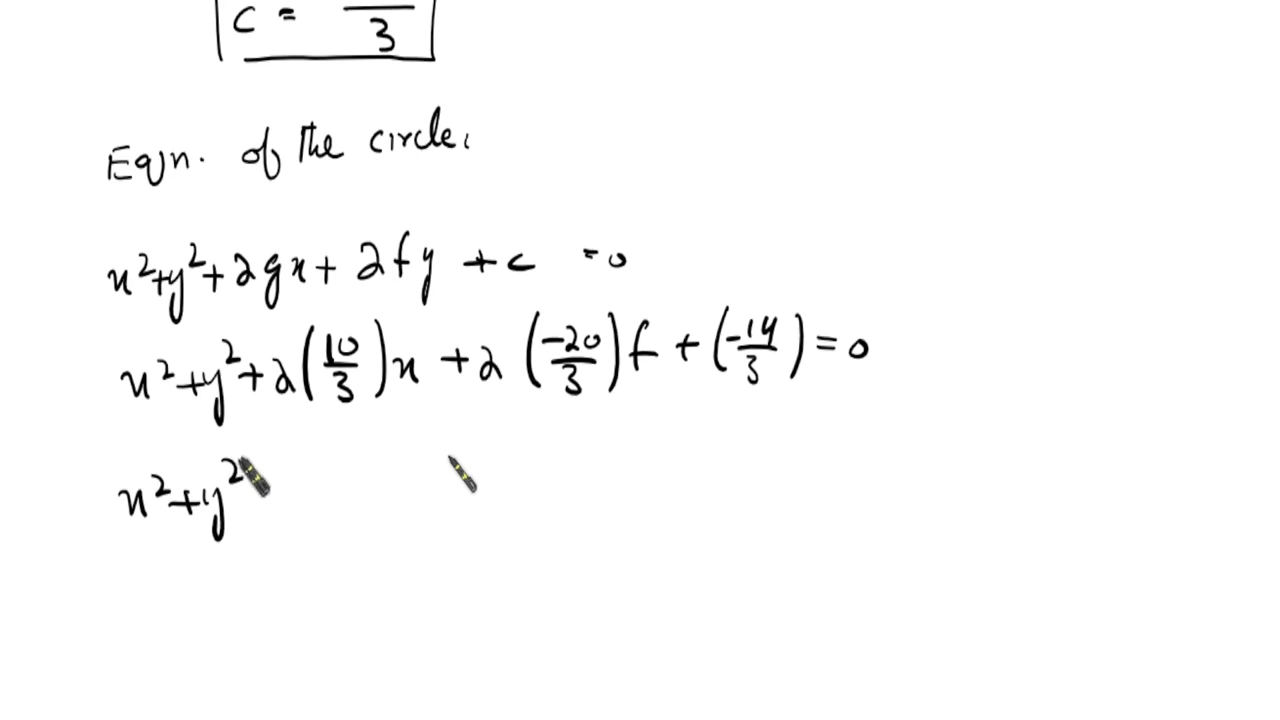 c = —/3
Eqn. of the circle.
x²+y²+2gx+2fy +c =0
x²+y²+2(10/3)x+2(-20/3)f+(-14/3)=0
x²+y²